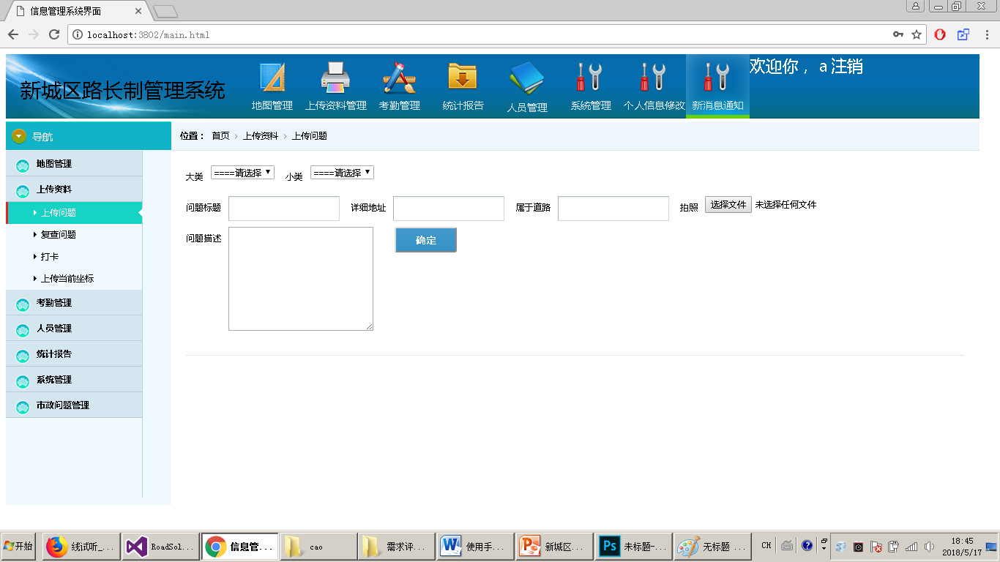 信息管理系统界面
localhost:3802/main.html
新城区路长制管理系统
地图管理 上传资料管理 考勤管理 统计报告 人员管理 系统管理 个人信息修改 新消息通知
欢迎你，a 注销
导航
位置： 首页 › 上传资料 › 上传问题
地图管理
上传资料
上传问题
复查问题
打卡
上传当前坐标
考勤管理
人员管理
统计报告
系统管理
市政问题管理
大类 ====请选择 小类 ====请选择
问题标题 详细地址 属于道路 拍照 选择文件 未选择任何文件
问题描述 确定
开始 线试听_... RoadSol... 信息管... cao 需求评... 使用手... 新城区... 未标题-... 无标题 ... CH 18:45
2018/5/17